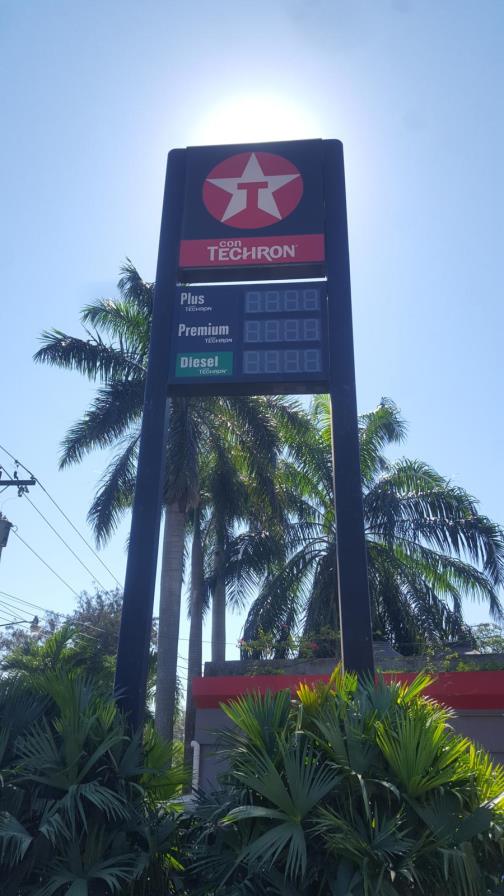 T
con
TECHRON
Plus
TECHRON
Premium
TECHRON
Diesel
TECHRON